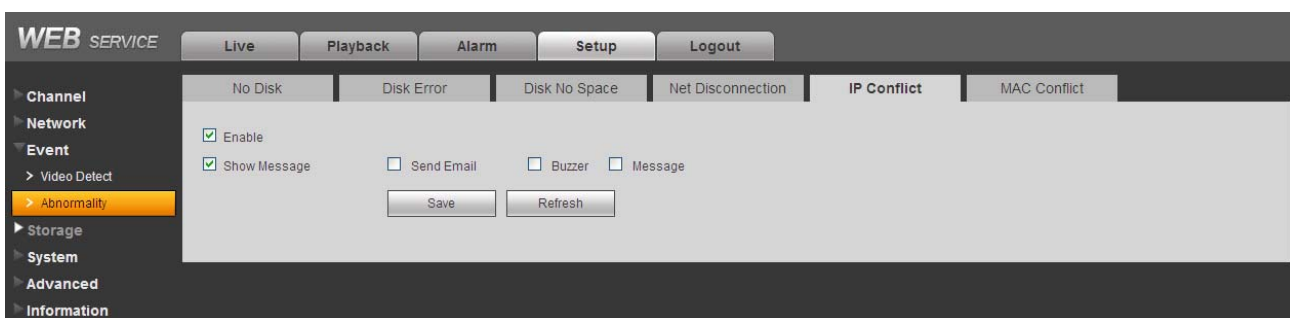 WEB SERVICE
Live Playback Alarm Setup Logout
No Disk Disk Error Disk No Space Net Disconnection IP Conflict MAC Conflict
Channel
Network
Event
> Video Detect
> Abnormality
Storage
System
Advanced
Information
Enable
Show Message Send Email Buzzer Message
Save Refresh